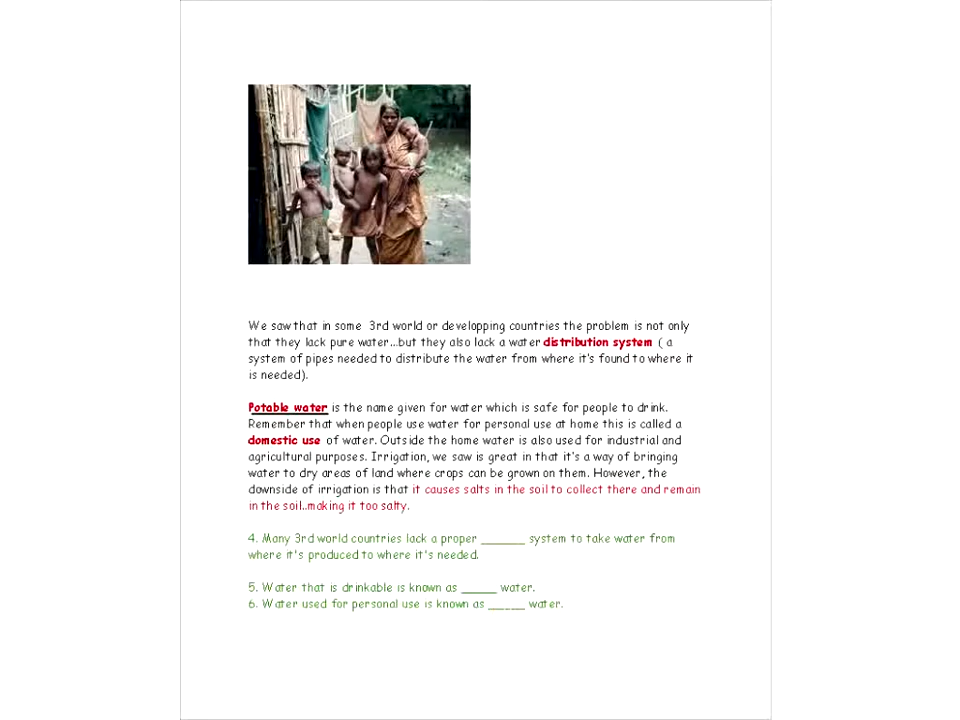 We saw that in some 3rd world or developping countries the problem is not only
that they lack pure water...but they also lack a water distribution system ( a
system of pipes needed to distribute the water from where it's found to where it
is needed).
Potable water is the name given for water which is safe for people to drink.
Remember that when people use water for personal use at home this is called a
domestic use of water. Outside the home water is also used for industrial and
agricultural purposes. Irrigation, we saw is great in that it's a way of bringing
water to dry areas of land where crops can be grown on them. However, the
downside of irrigation is that it causes salts in the soil to collect there and remain
in the soil..making it too salty.
4. Many 3rd world countries lack a proper _______ system to take water from
where it's produced to where it's needed.
5. Water that is drinkable is known as _____ water.
6. Water used for personal use is known as _____ water.